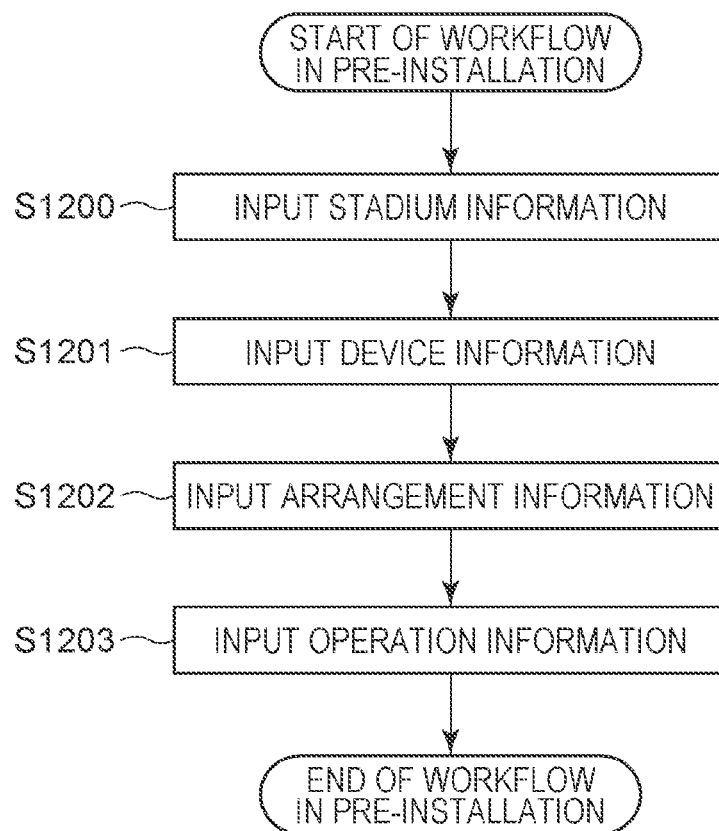 START OF WORKFLOW
IN PRE-INSTALLATION
S1200
INPUT STADIUM INFORMATION
S1201
INPUT DEVICE INFORMATION
S1202
INPUT ARRANGEMENT INFORMATION
S1203
INPUT OPERATION INFORMATION
END OF WORKFLOW
IN PRE-INSTALLATION